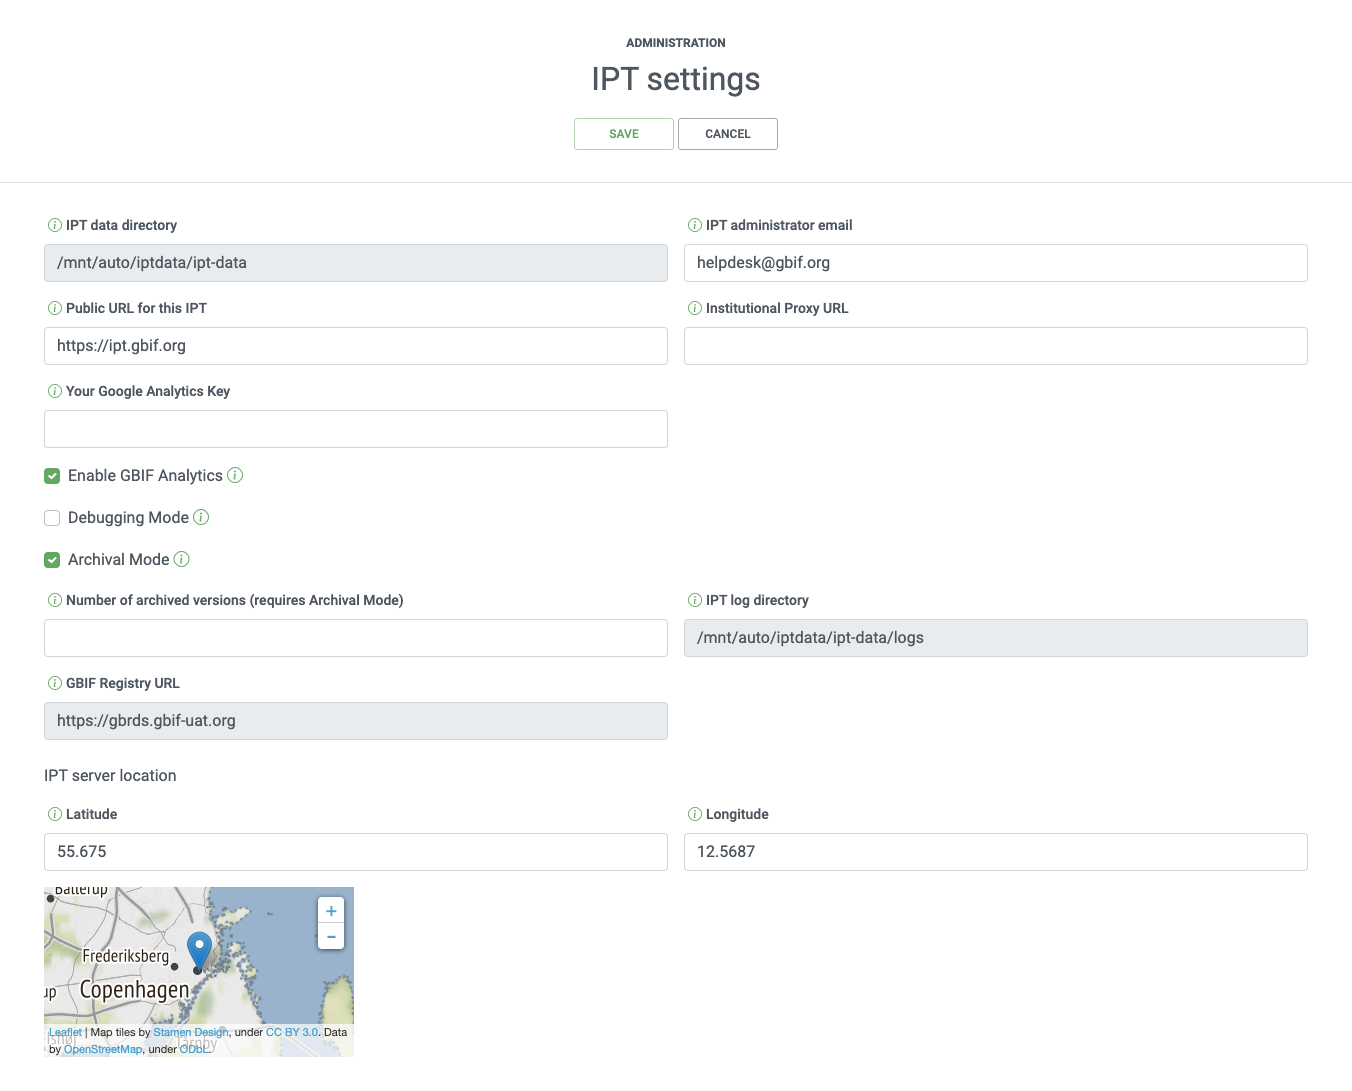 ADMINISTRATION
IPT settings
SAVE CANCEL
IPT data directory
/mnt/auto/iptdata/ipt-data
IPT administrator email
helpdesk@gbif.org
Public URL for this IPT
https://ipt.gbif.org
Institutional Proxy URL
Your Google Analytics Key
Enable GBIF Analytics
Debugging Mode
Archival Mode
Number of archived versions (requires Archival Mode)
IPT log directory
/mnt/auto/iptdata/ipt-data/logs
GBIF Registry URL
https://gbrds.gbif-uat.org
IPT server location
Latitude
55.675
Longitude
12.5687
Ballerup
+
−
Frederiksberg
Copenhagen
up
Leaflet | Map tiles by Stamen Design, under CC BY 3.0. Data
by OpenStreetMap, under ODbL.
Tårnby